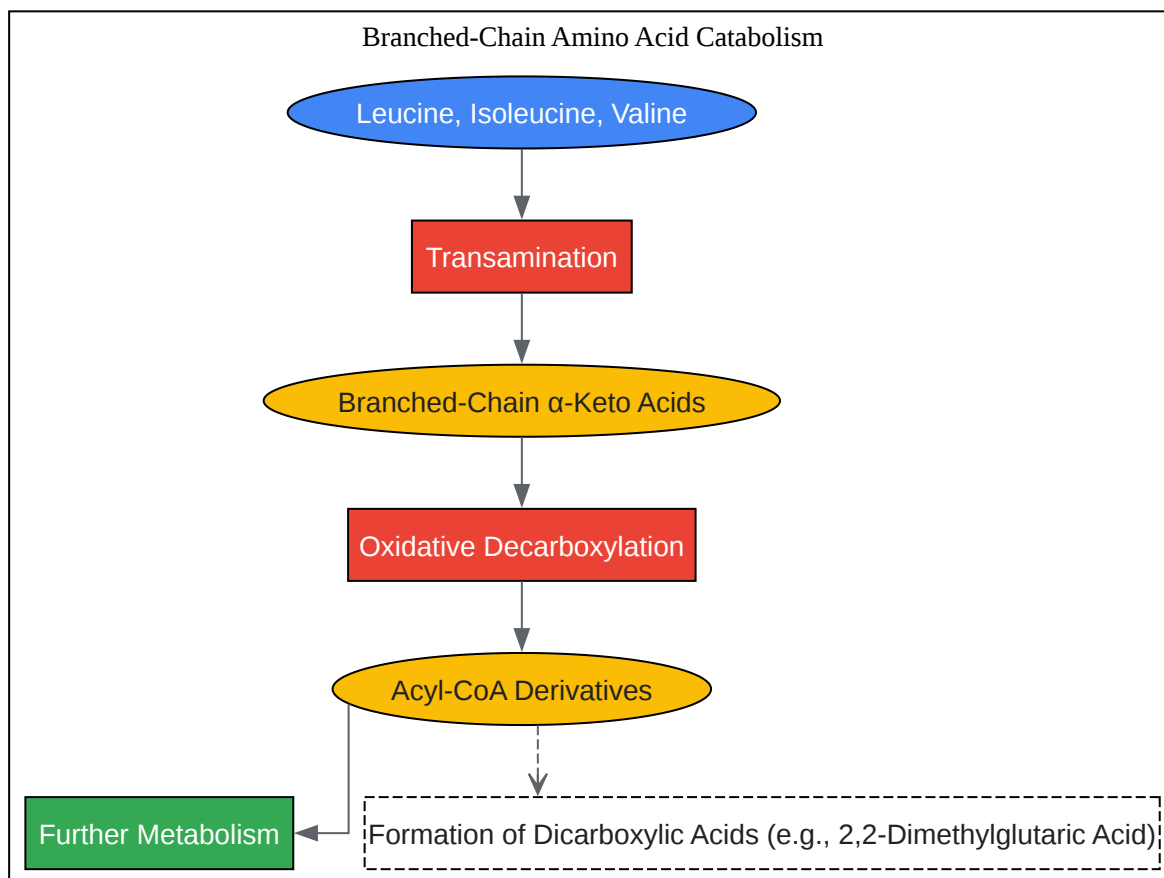 Branched-Chain Amino Acid Catabolism
Leucine, Isoleucine, Valine
Transamination
Branched-Chain α-Keto Acids
Oxidative Decarboxylation
Acyl-CoA Derivatives
Further Metabolism
Formation of Dicarboxylic Acids (e.g., 2,2-Dimethylglutaric Acid)